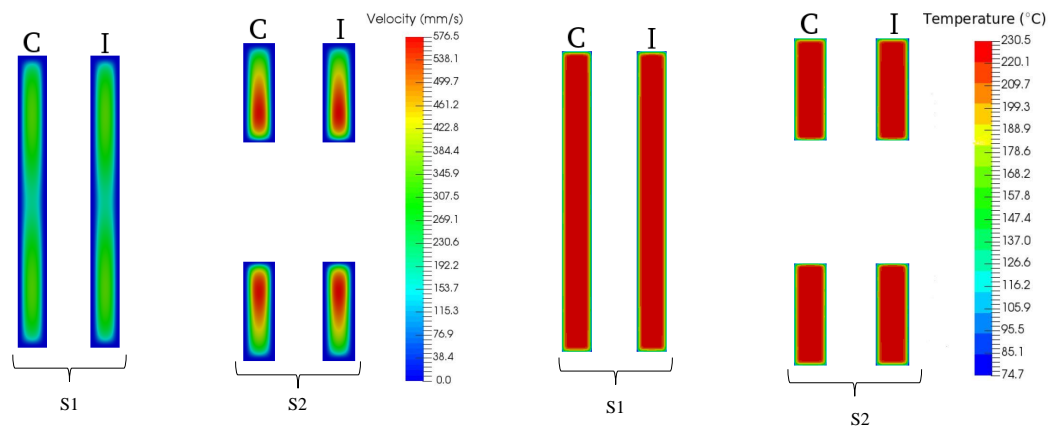 Velocity (mm/s)
C
I
C
I
576.5
538.1
499.7
461.2
422.8
384.4
345.9
307.5
269.1
230.6
192.2
153.7
115.3
76.9
38.4
0.0
S1
S2
Temperature (°C)
C
I
C
I
230.5
220.1
209.7
199.3
188.9
178.6
168.2
157.8
147.4
137.0
126.6
116.2
105.9
95.5
85.1
74.7
S1
S2